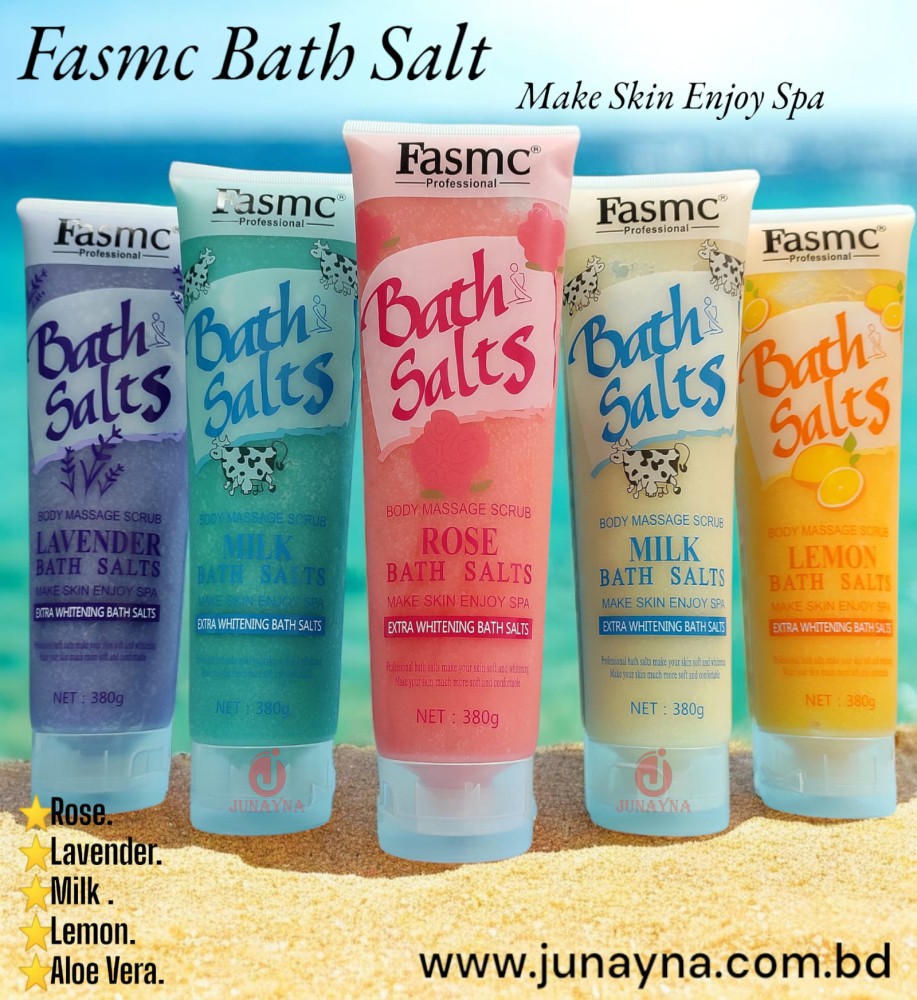 Fasmc Bath Salt
Make Skin Enjoy Spa
Fasmc
Professional
Bath
Salts
BODY MASSAGE SCRUB
LAVENDER
BATH SALTS
MAKE SKIN ENJOY SPA
EXTRA WHITENING BATH SALTS
NET : 380g
Fasmc®
Professional
Bath
Salts
BODY MASSAGE SCRUB
MILK
BATH SALTS
MAKE SKIN ENJOY SPA
EXTRA WHITENING BATH SALTS
NET : 380g
JUNAYNA
Fasmc®
Professional
Bath
Salts
BODY MASSAGE SCRUB
ROSE
BATH SALTS
MAKE SKIN ENJOY SPA
EXTRA WHITENING BATH SALTS
Professional bath salts make your skin soft and whitening
Make your skin much more soft and comfortable
NET : 380g
Fasmc®
Professional
Bath
Salts
BODY MASSAGE SCRUB
MILK
BATH SALTS
MAKE SKIN ENJOY SPA
EXTRA WHITENING BATH SALTS
Professional bath salts make your skin soft and whitening
Make your skin much more soft and comfortable
NET : 380g
JUNAYNA
Fasmc®
Professional
Bath
Salts
BODY MASSAGE SCRUB
LEMON
BATH SALTS
MAKE SKIN ENJOY SPA
EXTRA WHITENING BATH SALTS
NET : 380g
Rose.
Lavender.
Milk .
Lemon.
Aloe Vera.
www.junayna.com.bd